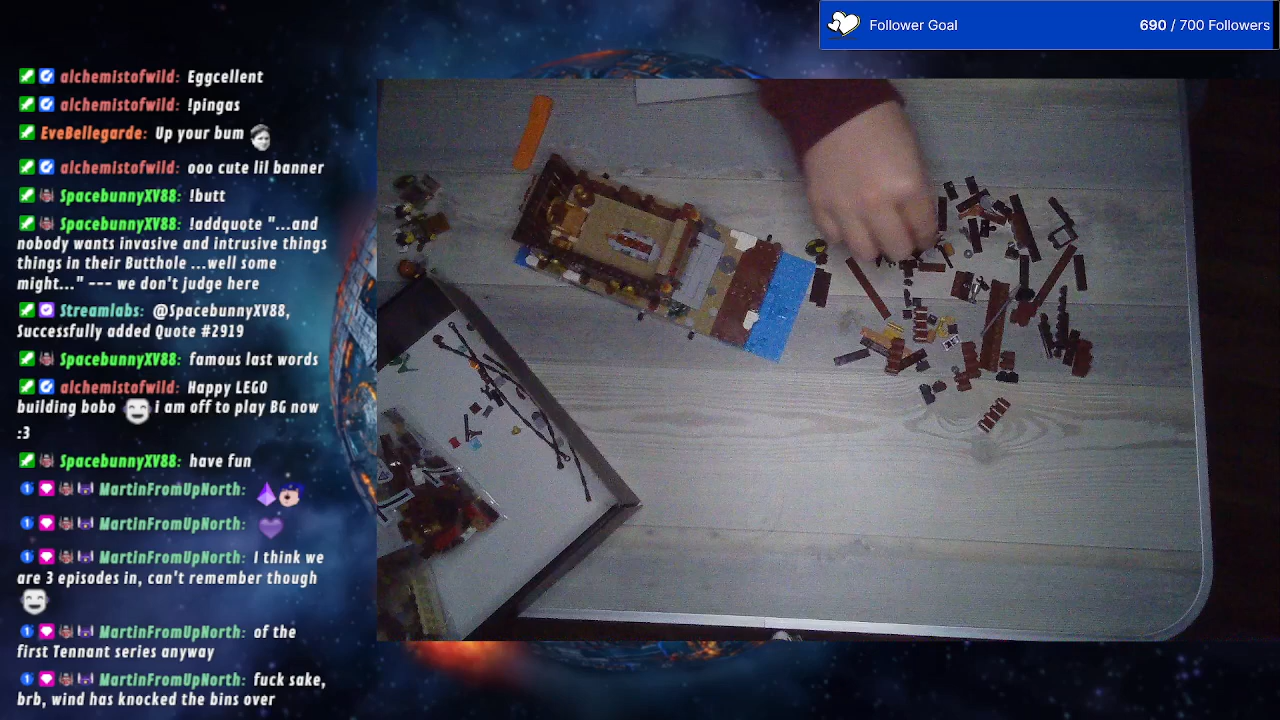 Follower Goal 690 / 700 Followers
alchemistofwild: Eggcellent
alchemistofwild: !pingas
EveBellegarde: Up your bum
alchemistofwild: ooo cute lil banner
SpacebunnyXV88: !butt
SpacebunnyXV88: !addquote "...and
nobody wants invasive and intrusive things
things in their Butthole ...well some
might..." --- we don't judge here
Streamlabs: @SpacebunnyXV88,
Successfully added Quote #2919
SpacebunnyXV88: famous last words
alchemistofwild: Happy LEGO
building bobo i am off to play BG now
:3
SpacebunnyXV88: have fun
MartinFromUpNorth:
MartinFromUpNorth:
MartinFromUpNorth: I think we
are 3 episodes in, can't remember though
MartinFromUpNorth: of the
first Tennant series anyway
MartinFromUpNorth: fuck sake,
brb, wind has knocked the bins over